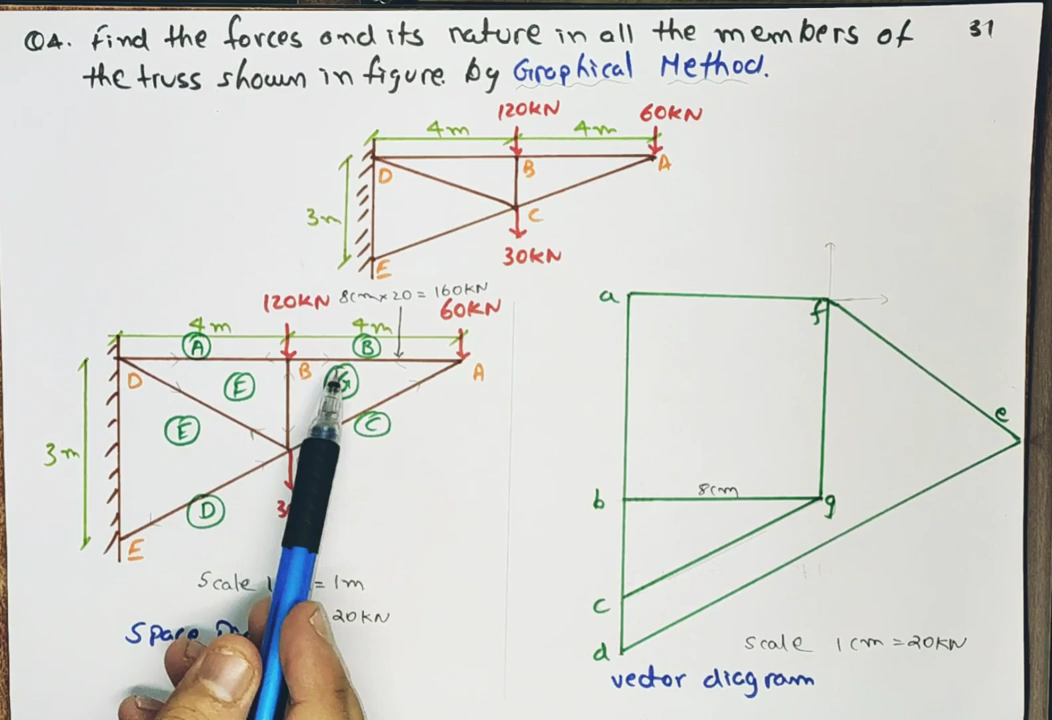 Q4. Find the forces and its nature in all the members of 31
the truss shown in figure by Graphical Method.
120KN 60KN
4m 4m
D B A
3m C
30KN
E
8cm×20 = 160KN
120KN 60KN
4m 4m
A B
D B A
E G
E C
3m
D
E
= 1m
20KN
Scale
a f
e
b 8cm g
c
d
Scale 1cm = 20KN
vector diagram